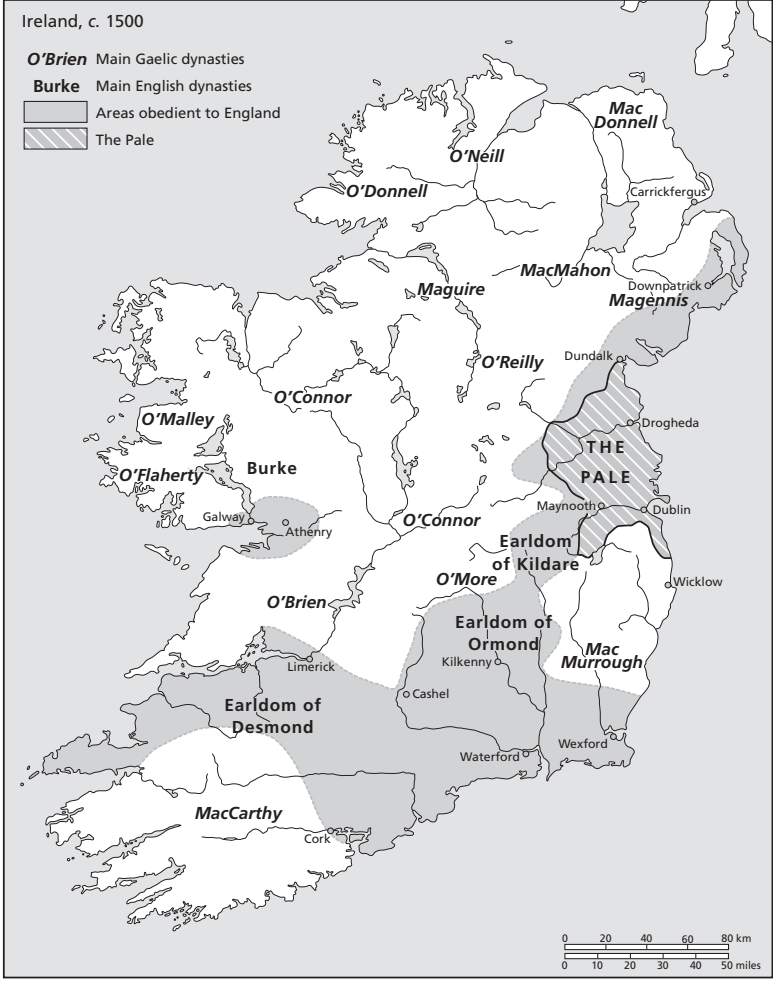 Ireland, c. 1500
O’Brien Main Gaelic dynasties
Burke Main English dynasties
Areas obedient to England
The Pale
Mac
Donnell
O’Neill
O’Donnell
Carrickfergus
MacMahon
Maguire
Downpatrick
Magennis
Dundalk
O’Reilly
O’Connor
O’Malley
Drogheda
THE
PALE
Burke
O’Flaherty
Maynooth
Dublin
Galway
Athenry
O’Connor
Earldom
of Kildare
O’More
Wicklow
O’Brien
Earldom of
Ormond
Mac
Murrough
Kilkenny
Limerick
Cashel
Earldom of
Desmond
Wexford
Waterford
MacCarthy
Cork
0 20 40 60 80 km
0 10 20 30 40 50 miles